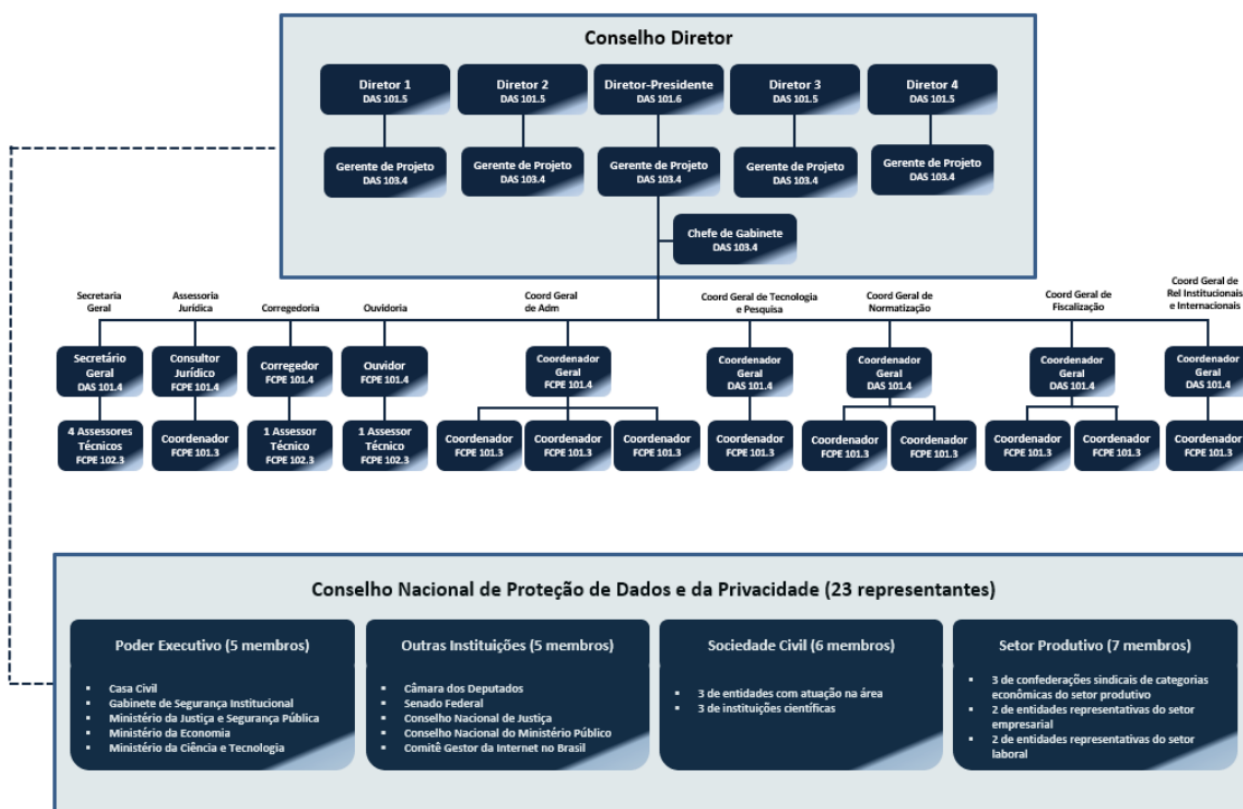 Conselho Diretor
Diretor 1
DAS 101.5
Diretor 2
DAS 101.5
Diretor-Presidente
DAS 101.6
Diretor 3
DAS 101.5
Diretor 4
DAS 101.5
Gerente de Projeto
DAS 103.4
Gerente de Projeto
DAS 103.4
Gerente de Projeto
DAS 103.4
Gerente de Projeto
DAS 103.4
Gerente de Projeto
DAS 103.4
Chefe de Gabinete
DAS 103.4
Secretaria
Geral
Assessoria
Jurídica
Corregedoria
Ouvidoria
Coord Geral
de Adm
Coord Geral de Tecnologia
e Pesquisa
Coord Geral de
Normatização
Coord Geral de
Fiscalização
Coord Geral de
Rel Institucionais
e Internacionais
Secretário
Geral
DAS 101.4
Consultor
Jurídico
FCPE 101.4
Corregedor
FCPE 101.4
Ouvidor
FCPE 101.4
Coordenador
Geral
FCPE 101.4
Coordenador
Geral
DAS 101.4
Coordenador
Geral
DAS 101.4
Coordenador
Geral
DAS 101.4
Coordenador
Geral
DAS 101.4
4 Assessores
Técnicos
FCPE 102.3
Coordenador
FCPE 101.3
1 Assessor
Técnico
FCPE 102.3
1 Assessor
Técnico
FCPE 102.3
Coordenador
FCPE 101.3
Coordenador
FCPE 101.3
Coordenador
FCPE 101.3
Coordenador
FCPE 101.3
Coordenador
FCPE 101.3
Coordenador
FCPE 101.3
Coordenador
FCPE 101.3
Coordenador
FCPE 101.3
Coordenador
FCPE 101.3
Conselho Nacional de Proteção de Dados e da Privacidade (23 representantes)
Poder Executivo (5 membros)
▪ Casa Civil
▪ Gabinete de Segurança Institucional
▪ Ministério da Justiça e Segurança Pública
▪ Ministério da Economia
▪ Ministério da Ciência e Tecnologia
Outras Instituições (5 membros)
▪ Câmara dos Deputados
▪ Senado Federal
▪ Conselho Nacional de Justiça
▪ Conselho Nacional do Ministério Público
▪ Comitê Gestor da Internet no Brasil
Sociedade Civil (6 membros)
▪ 3 de entidades com atuação na área
▪ 3 de instituições científicas
Setor Produtivo (7 membros)
▪ 3 de confederações sindicais de categorias
econômicas do setor produtivo
▪ 2 de entidades representativas do setor
empresarial
▪ 2 de entidades representativas do setor
laboral